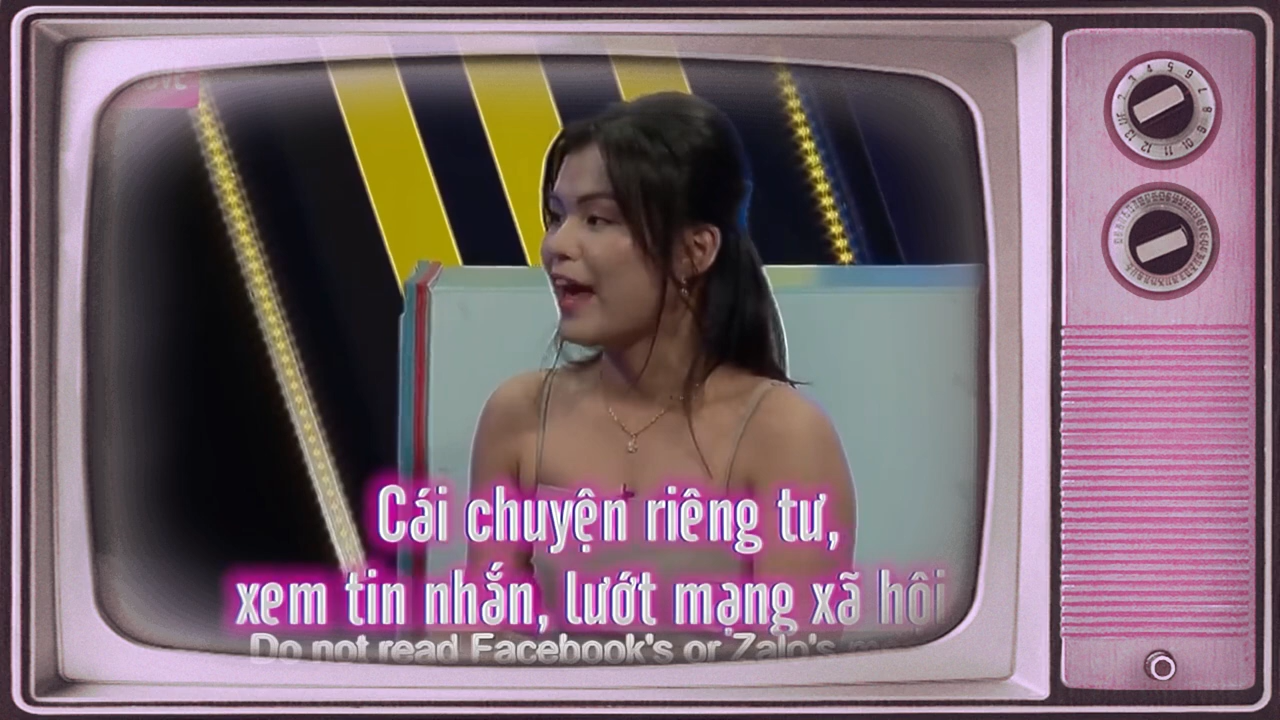 Cái chuyện riêng tư,
xem tin nhắn, lướt mạng xã hội
Do not read Facebook's or Zalo's